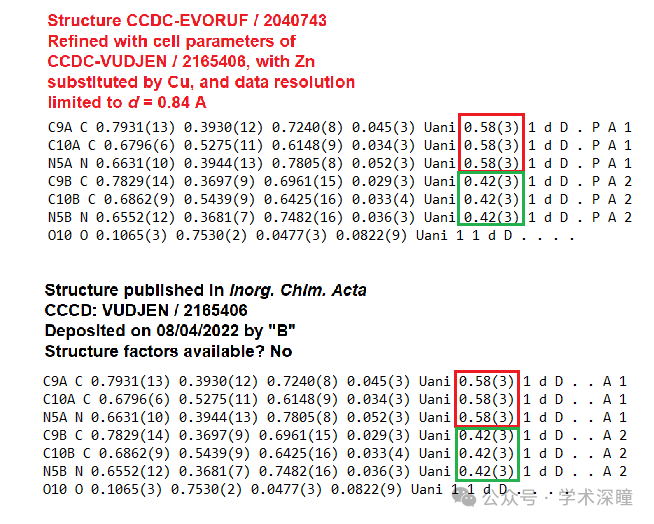 Structure CCDC-EVORUF / 2040743
Refined with cell parameters of
CCDC-VUDJEN / 2165406, with Zn
substituted by Cu, and data resolution
limited to d = 0.84 A
C9A C 0.7931(13) 0.3930(12) 0.7240(8) 0.045(3) Uani 0.58(3) 1 d D . P A 1
C10A C 0.6796(6) 0.5275(11) 0.6148(9) 0.034(3) Uani 0.58(3) 1 d D . P A 1
N5A N 0.6631(10) 0.3944(13) 0.7805(8) 0.052(3) Uani 0.58(3) 1 d D . P A 1
C9B C 0.7829(14) 0.3697(9) 0.6961(15) 0.029(3) Uani 0.42(3) 1 d D . P A 2
C10B C 0.6862(9) 0.5439(9) 0.6425(16) 0.033(4) Uani 0.42(3) 1 d D . P A 2
N5B N 0.6552(12) 0.3681(7) 0.7482(16) 0.036(3) Uani 0.42(3) 1 d D . P A 2
O10 O 0.1065(3) 0.7530(2) 0.0477(3) 0.0822(9) Uani 1 1 d D . . . .
Structure published in Inorg. Chim. Acta
CCCD: VUDJEN / 2165406
Deposited on 08/04/2022 by "B"
Structure factors available? No
C9A C 0.7931(13) 0.3930(12) 0.7240(8) 0.045(3) Uani 0.58(3) 1 d D . . A 1
C10A C 0.6796(6) 0.5275(11) 0.6148(9) 0.034(3) Uani 0.58(3) 1 d D . . A 1
N5A N 0.6631(10) 0.3944(13) 0.7805(8) 0.052(3) Uani 0.58(3) 1 d D . . A 1
C9B C 0.7829(14) 0.3697(9) 0.6961(15) 0.029(3) Uani 0.42(3) 1 d D . . A 2
C10B C 0.6862(9) 0.5439(9) 0.6425(16) 0.033(4) Uani 0.42(3) 1 d D . . A 2
N5B N 0.6552(12) 0.3681(7) 0.7482(16) 0.036(3) Uani 0.42(3) 1 d D . . A 2
O10 O 0.1065(3) 0.7530(2) 0.0477(3) 0.0822(9) Uani 1 1 d D . . . .
公众号 · 学术深瞳